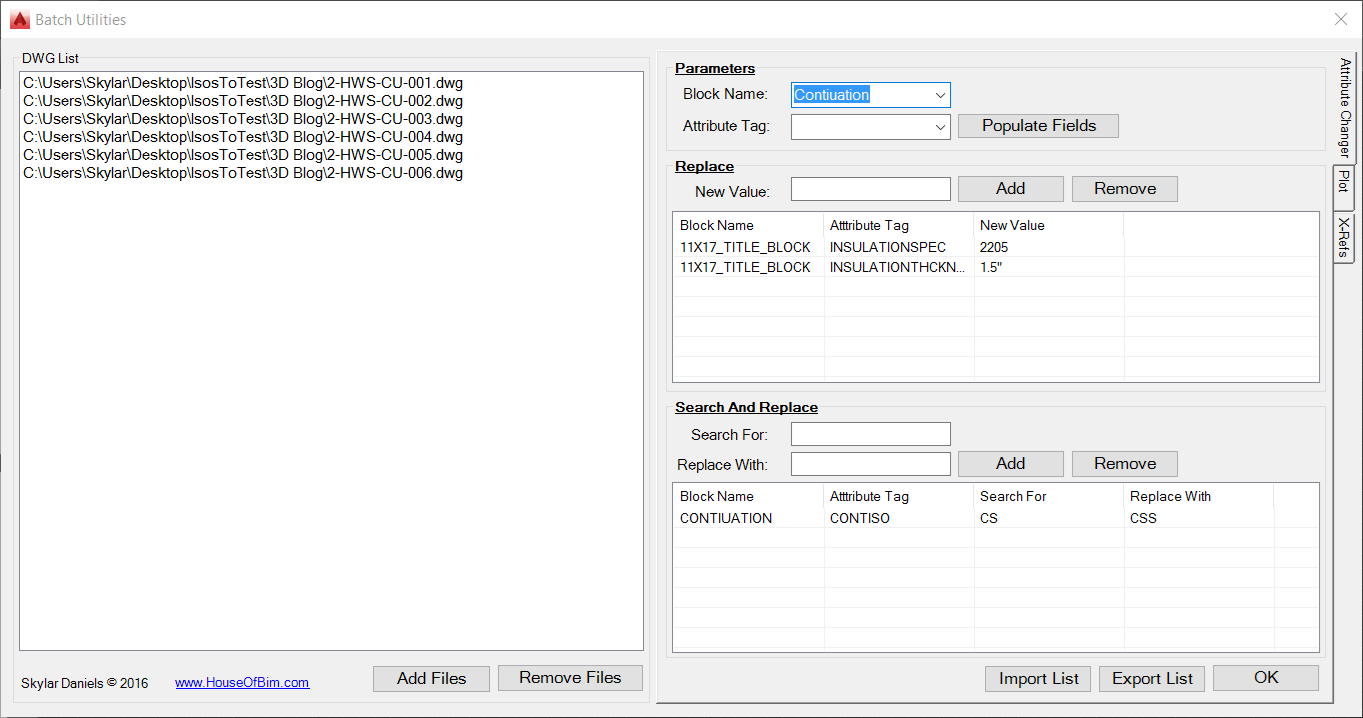 Batch Utilities
DWG List
C:\Users\Skylar\Desktop\IsosToTest\3D Blog\2-HWS-CU-001.dwg
C:\Users\Skylar\Desktop\IsosToTest\3D Blog\2-HWS-CU-002.dwg
C:\Users\Skylar\Desktop\IsosToTest\3D Blog\2-HWS-CU-003.dwg
C:\Users\Skylar\Desktop\IsosToTest\3D Blog\2-HWS-CU-004.dwg
C:\Users\Skylar\Desktop\IsosToTest\3D Blog\2-HWS-CU-005.dwg
C:\Users\Skylar\Desktop\IsosToTest\3D Blog\2-HWS-CU-006.dwg
Skylar Daniels © 2016 www.HouseOfBim.com Add Files Remove Files
Parameters
Block Name: Contiuation
Attribute Tag: Populate Fields
Replace
New Value: Add Remove
Block Name Atttribute Tag New Value
11X17_TITLE_BLOCK INSULATIONSPEC 2205
11X17_TITLE_BLOCK INSULATIONTHCKN... 1.5"
Search And Replace
Search For:
Replace With: Add Remove
Block Name Atttribute Tag Search For Replace With
CONTIUATION CONTISO CS CSS
Import List Export List OK
Attribute Changer
Plot
X-Refs